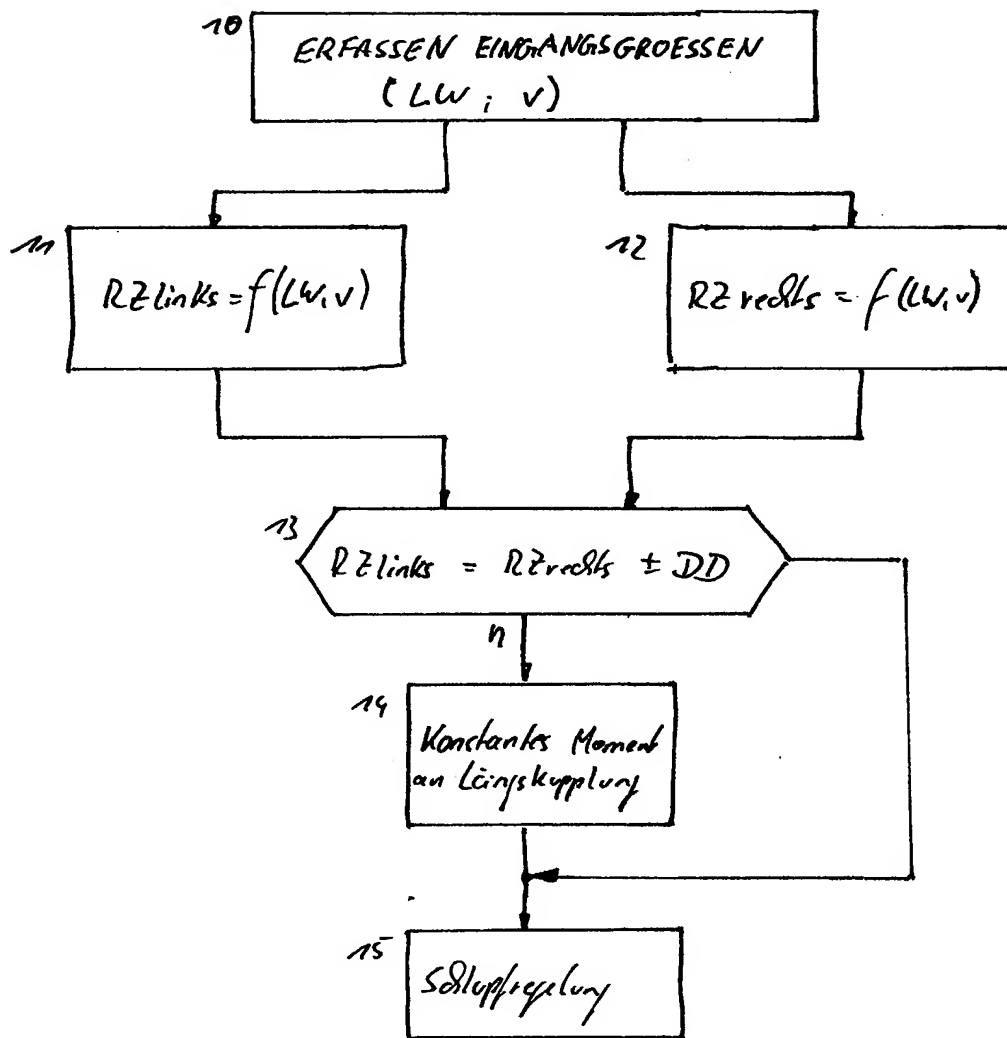 10
ERFASSEN EINGANGSGROESSEN
(LW, v)
11
RZlinks = f(LW, v)
12
RZrechts = f(LW, v)
13
RZlinks = RZrechts ± DD
n
14
Konstantes Moment
an Längskupplung
15
Schlupfregelung